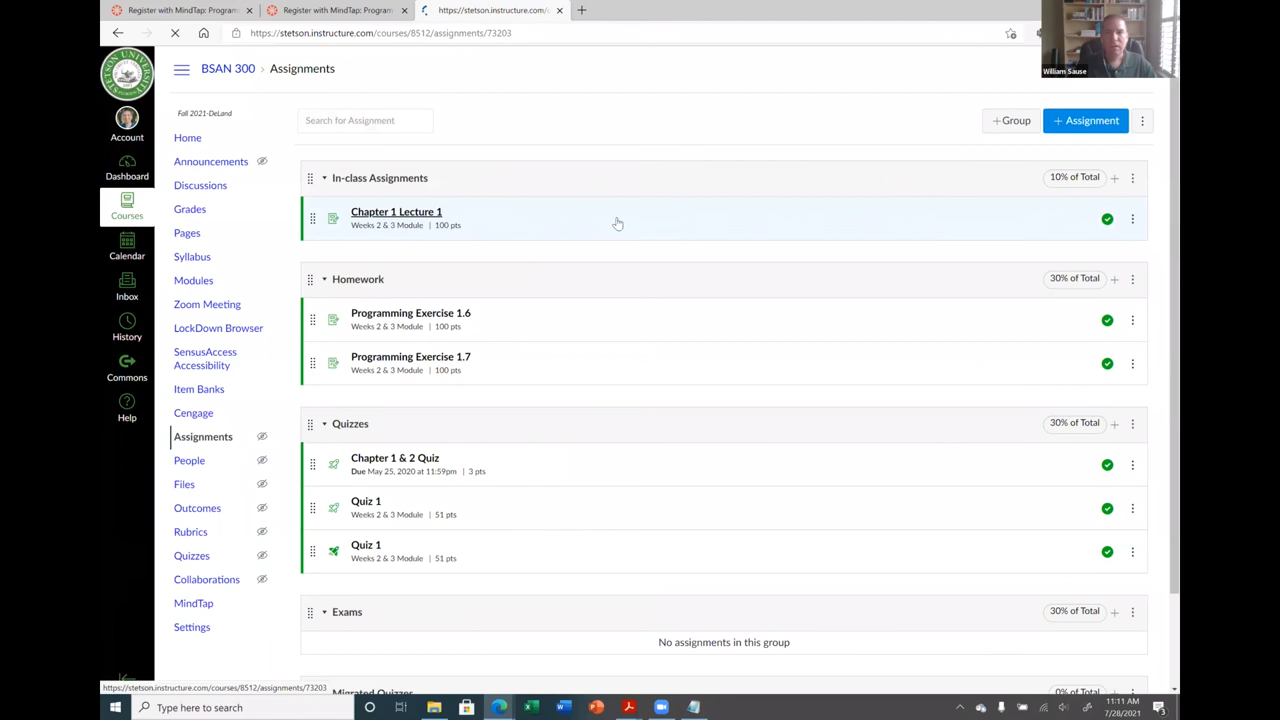 Register with MindTap: Program
Register with MindTap: Program
https://stetson.instructure.com/c
https://stetson.instructure.com/courses/8512/assignments/73203
William Sause
BSAN 300 › Assignments
Fall 2021-DeLand
Account
Dashboard
Courses
Calendar
Inbox
History
Commons
Help
Home
Announcements
Discussions
Grades
Pages
Syllabus
Modules
Zoom Meeting
LockDown Browser
SensusAccess
Accessibility
Item Banks
Cengage
Assignments
People
Files
Outcomes
Rubrics
Quizzes
Collaborations
MindTap
Settings
Search for Assignment
+Group
+ Assignment
In-class Assignments
10% of Total
Chapter 1 Lecture 1
Weeks 2 & 3 Module | 100 pts
Homework
30% of Total
Programming Exercise 1.6
Weeks 2 & 3 Module | 100 pts
Programming Exercise 1.7
Weeks 2 & 3 Module | 100 pts
Quizzes
30% of Total
Chapter 1 & 2 Quiz
Due May 25, 2020 at 11:59pm | 3 pts
Quiz 1
Weeks 2 & 3 Module | 51 pts
Quiz 1
Weeks 2 & 3 Module | 51 pts
Exams
30% of Total
No assignments in this group
Migrated Quizzes
0% of Total
https://stetson.instructure.com/courses/8512/assignments/73203
Type here to search
11:11 AM
7/28/2021
3